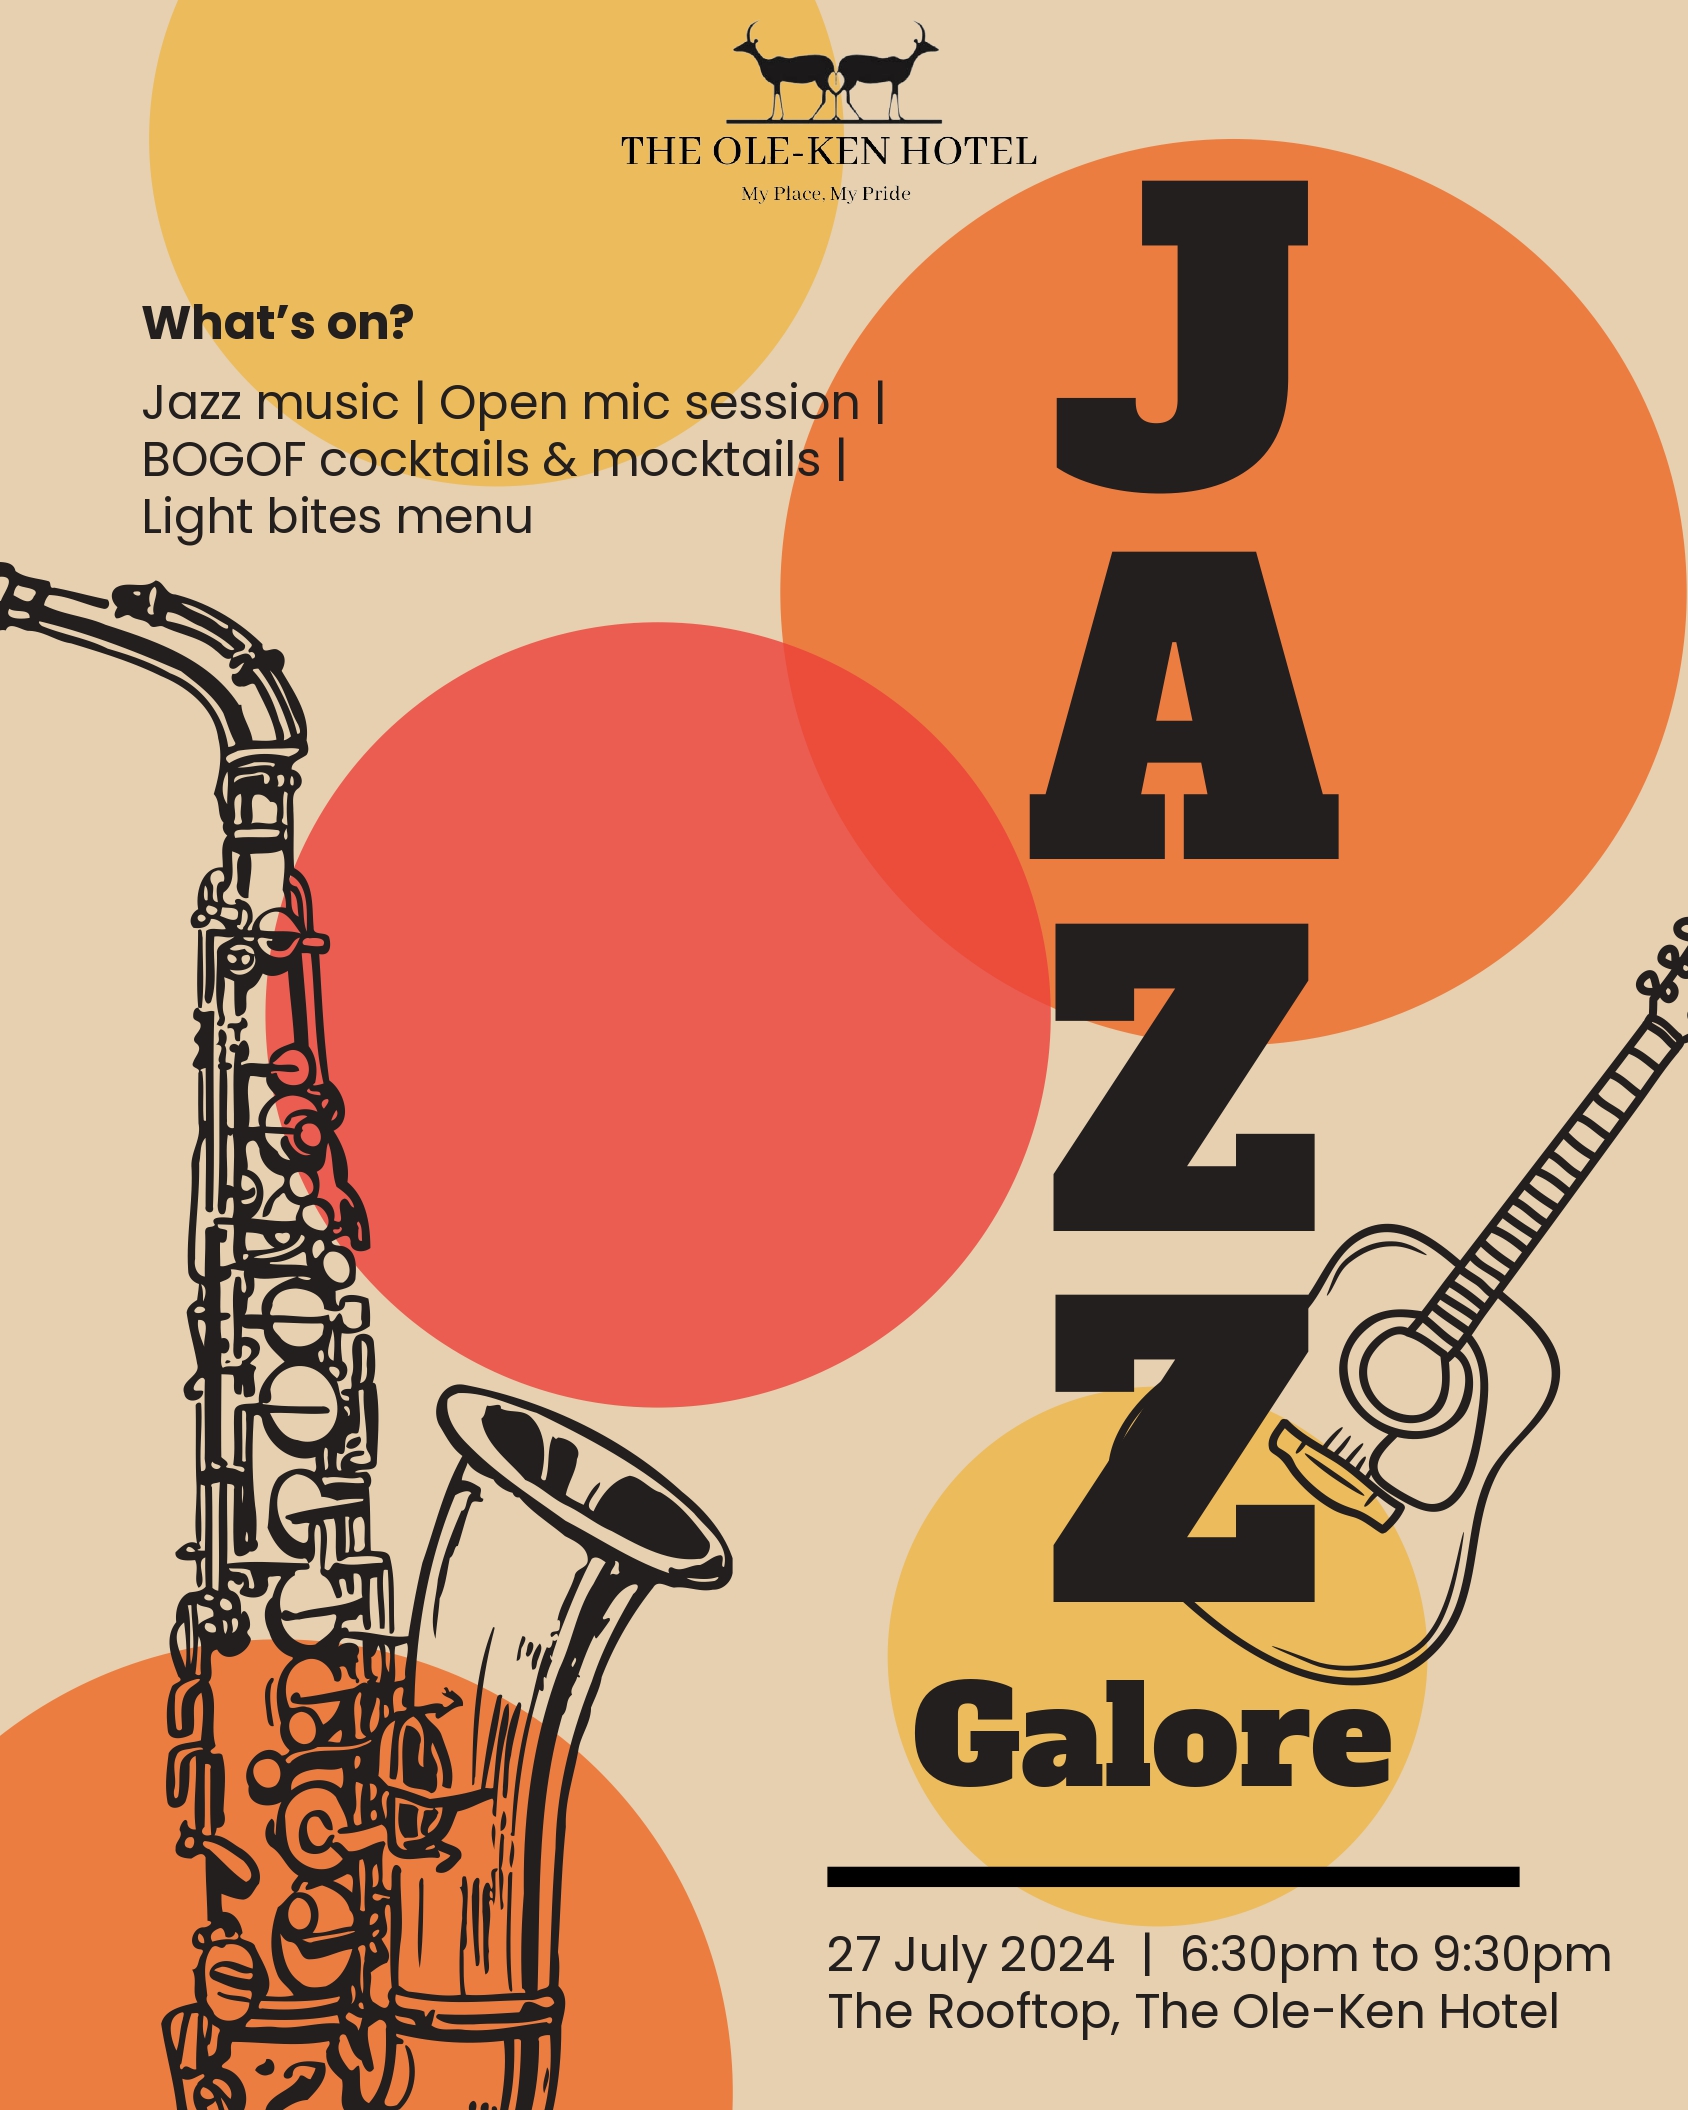 THE OLE-KEN HOTEL
My Place, My Pride
What's on?
Jazz music | Open mic session |
BOGOF cocktails & mocktails |
Light bites menu
JAZZ
Galore
27 July 2024 | 6:30pm to 9:30pm
The Rooftop, The Ole-Ken Hotel